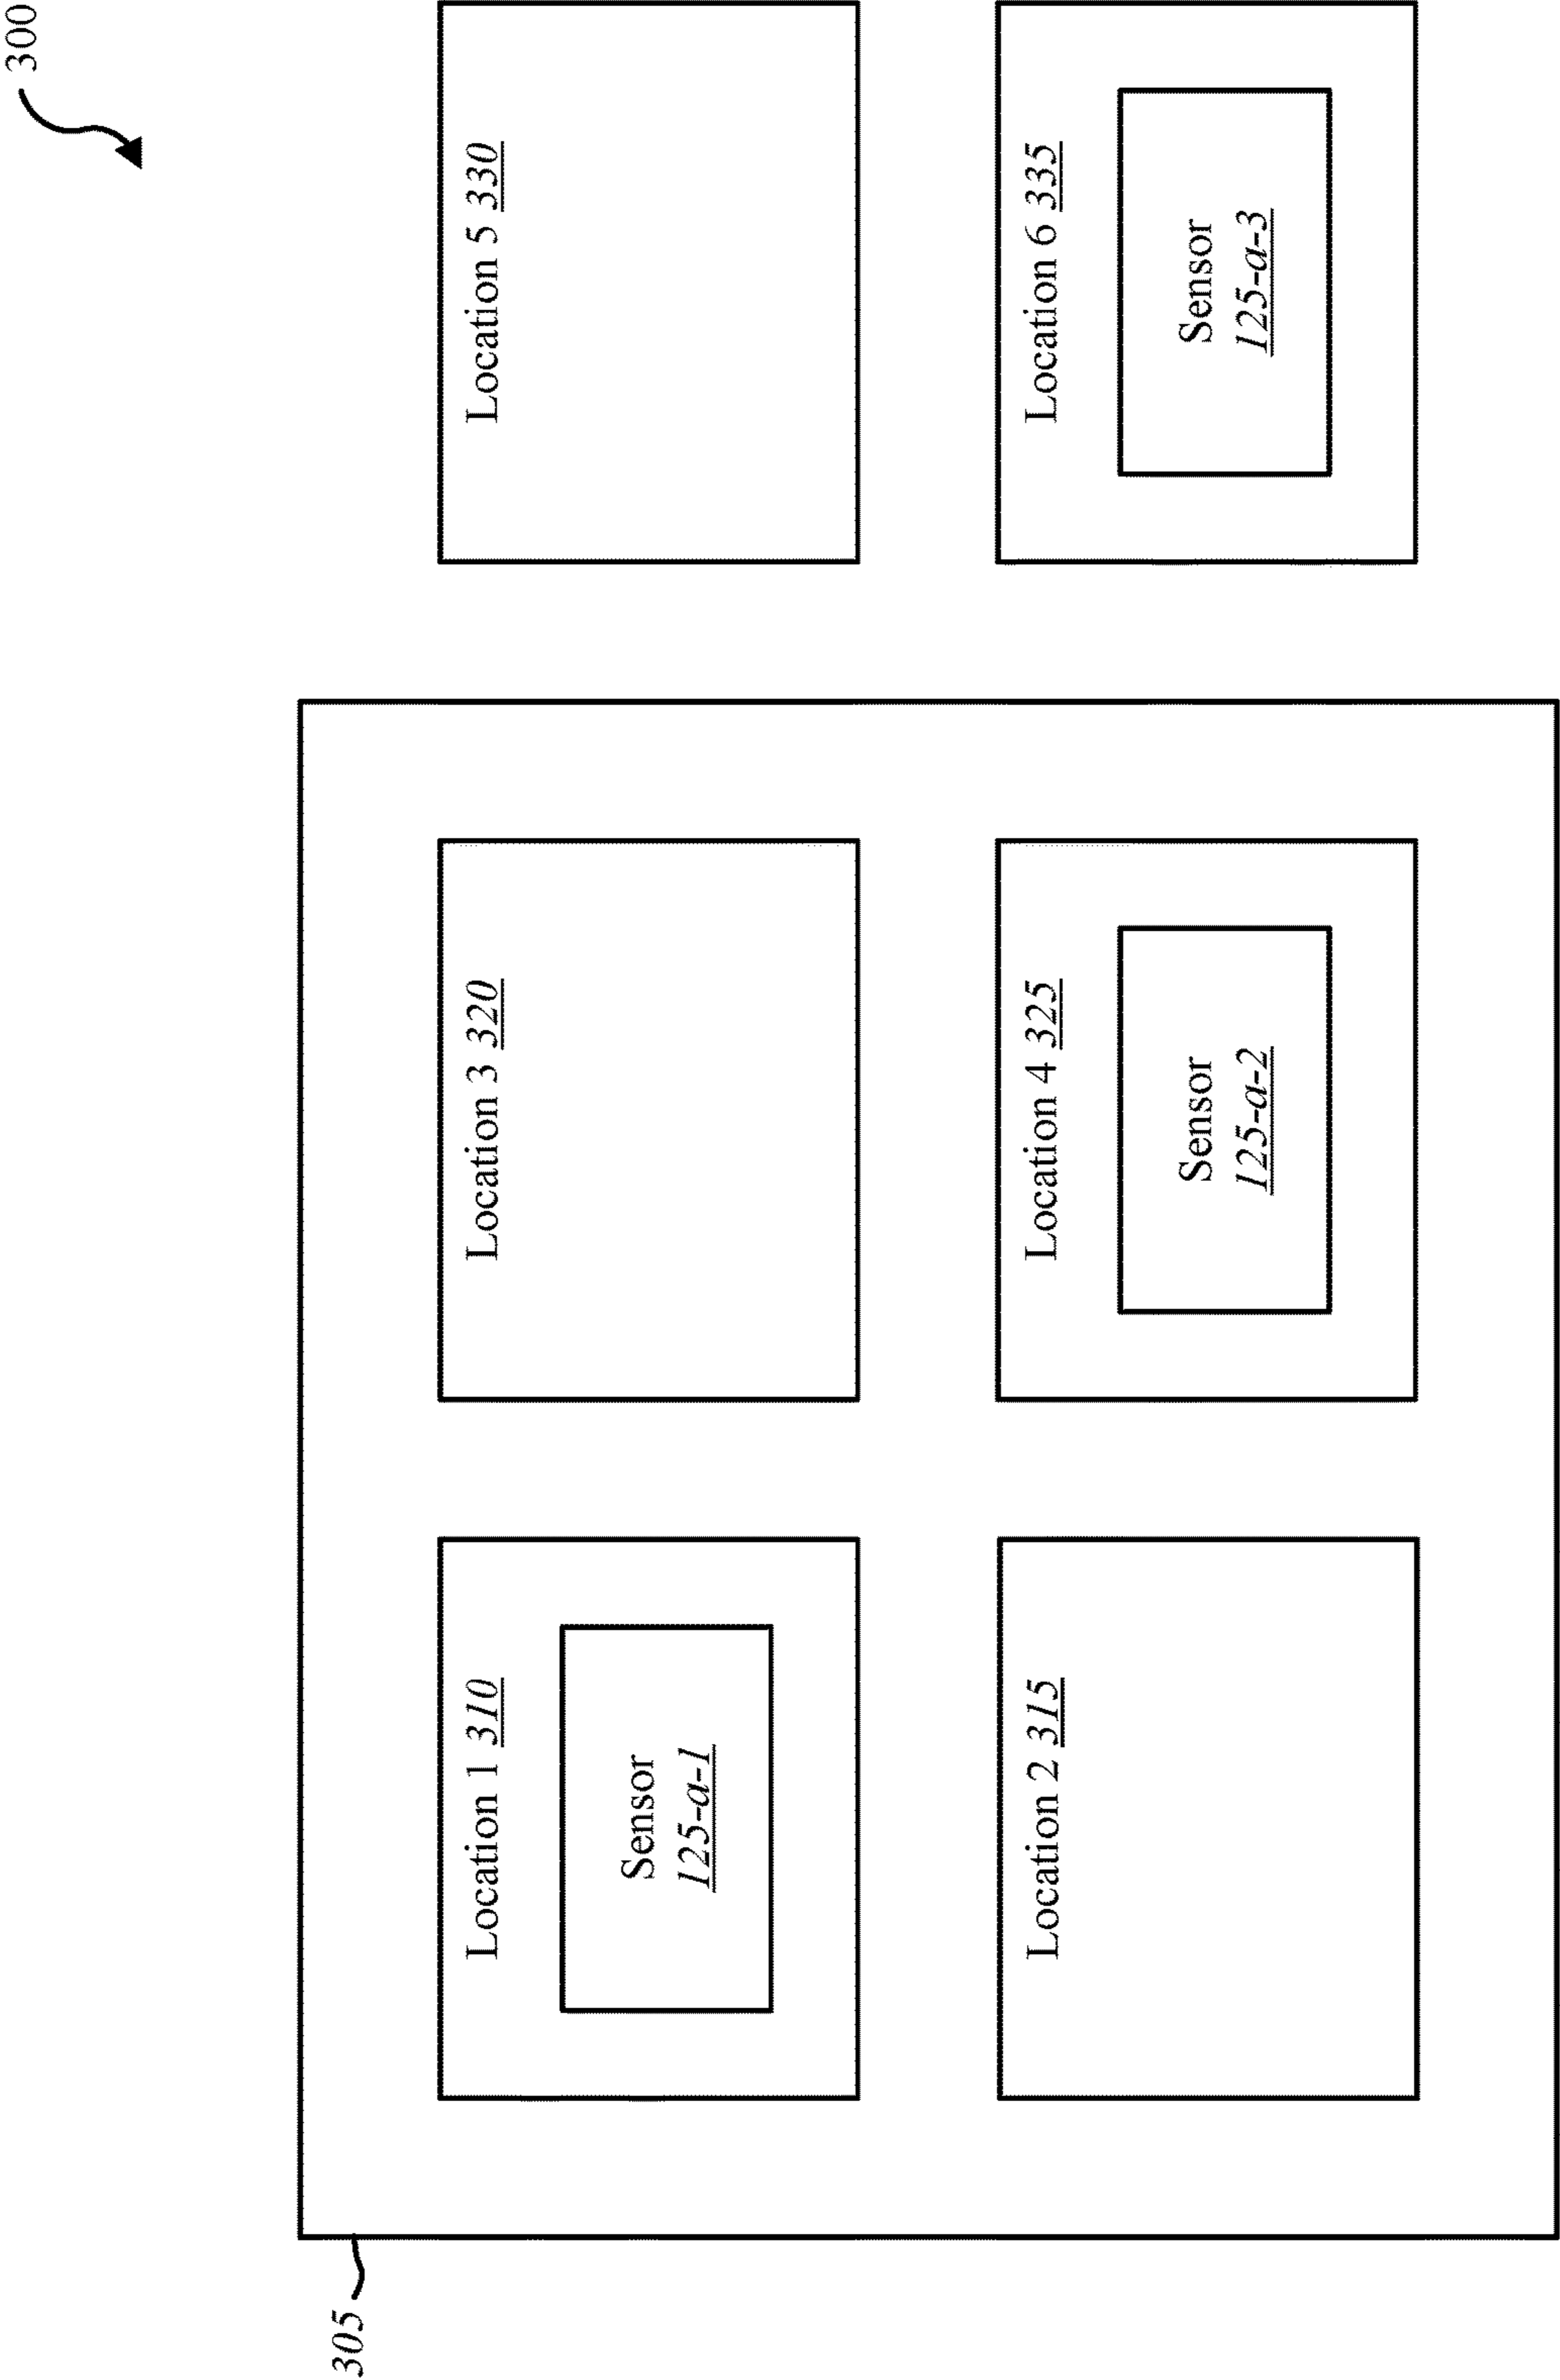 300
305
Location 1 310
Sensor
125-a-1
Location 3 320
Location 5 330
Location 2 315
Location 4 325
Sensor
125-a-2
Location 6 335
Sensor
125-a-3